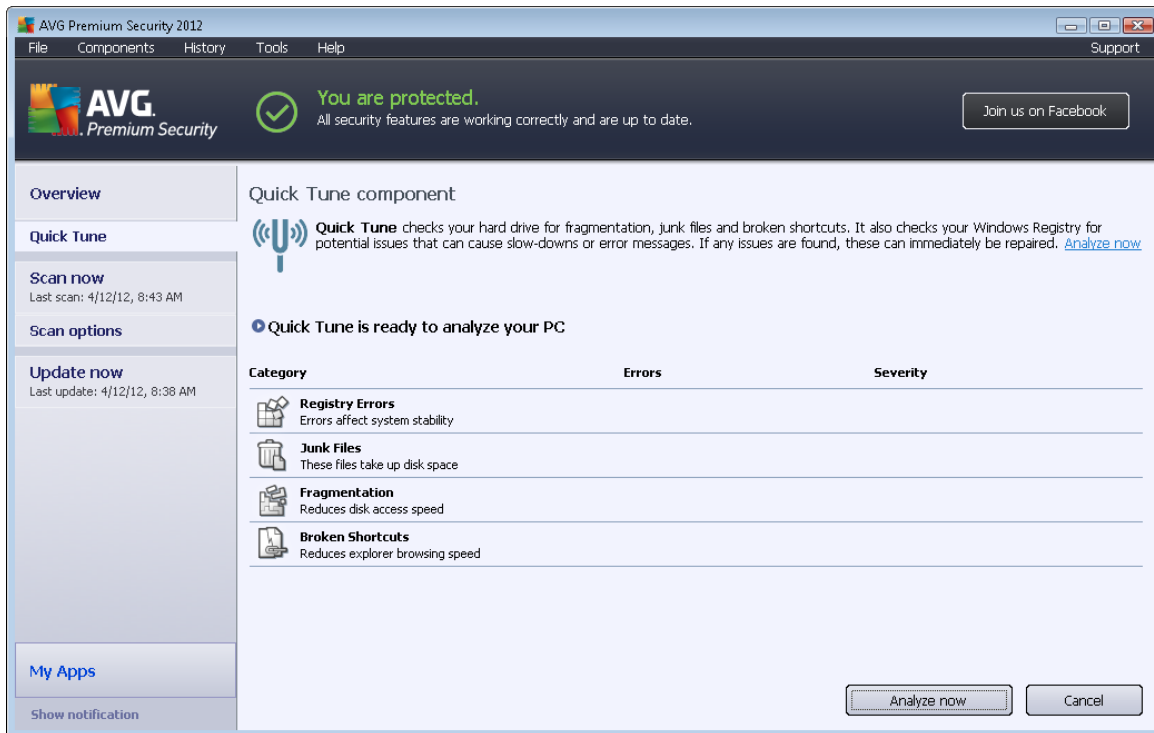 AVG Premium Security 2012
File Components History Tools Help Support
AVG.
Premium Security
You are protected.
All security features are working correctly and are up to date.
Join us on Facebook
Overview
Quick Tune
Scan now
Last scan: 4/12/12, 8:43 AM
Scan options
Update now
Last update: 4/12/12, 8:38 AM
My Apps
Show notification
Quick Tune component
Quick Tune checks your hard drive for fragmentation, junk files and broken shortcuts. It also checks your Windows Registry for
potential issues that can cause slow-downs or error messages. If any issues are found, these can immediately be repaired. Analyze now
Quick Tune is ready to analyze your PC
Category Errors Severity
Registry Errors
Errors affect system stability
Junk Files
These files take up disk space
Fragmentation
Reduces disk access speed
Broken Shortcuts
Reduces explorer browsing speed
Analyze now Cancel